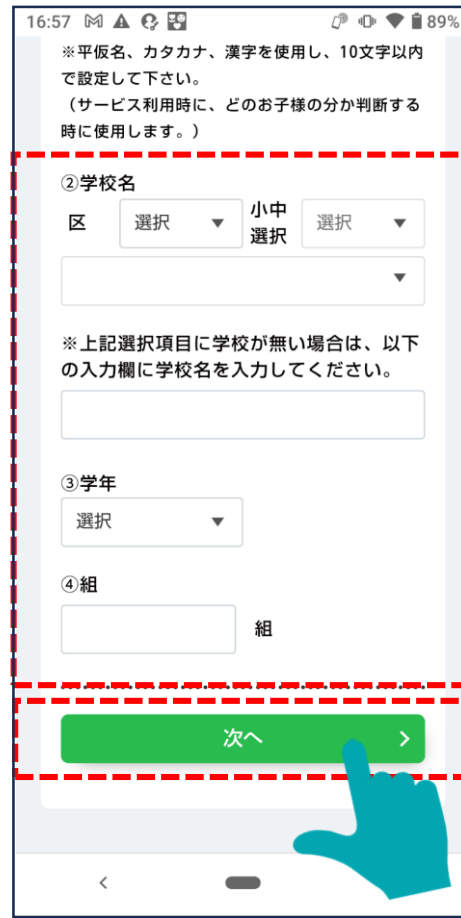 16:57 89%
※平仮名、カタカナ、漢字を使用し、10文字以内
で設定して下さい。
（サービス利用時に、どのお子様の分か判断する
時に使用します。）
②学校名
区 選択 小中 選択
選択
※上記選択項目に学校が無い場合は、以下
の入力欄に学校名を入力してください。
③学年
選択
④組
組
次へ